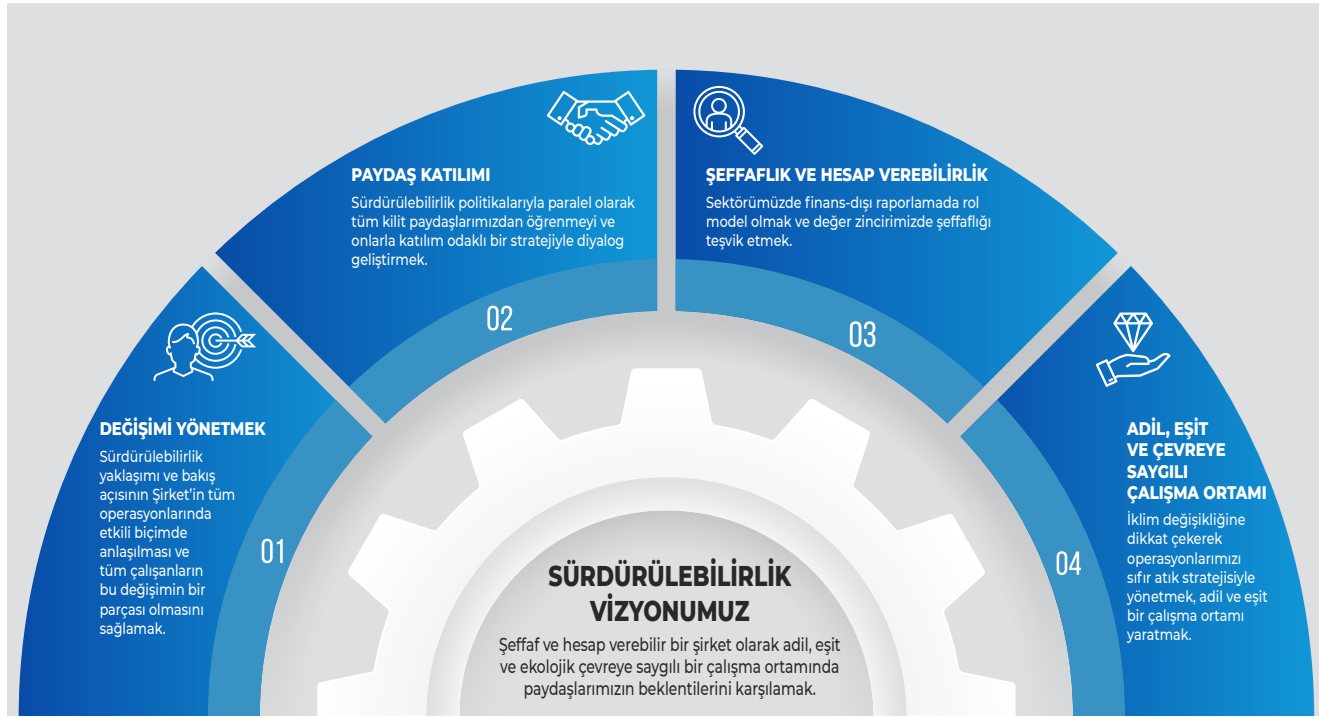 DEĞİŞİMİ YÖNETMEK
Sürdürülebilirlik
yaklaşımı ve bakış
açısının Şirket'in tüm
operasyonlarında
etkili biçimde
anlaşılması ve
tüm çalışanların
bu değişimin bir
parçası olmasını
sağlamak.
01
PAYDAŞ KATILIMI
Sürdürülebilirlik politikalarıyla paralel olarak
tüm kilit paydaşlarımızdan öğrenmeyi ve
onlarla katılım odaklı bir stratejiyle diyalog
geliştirmek.
02
ŞEFFAFLIK VE HESAP VEREBİLİRLİK
Sektörümüzde finans-dışı raporlamada rol
model olmak ve değer zincirimizde şeffaflığı
teşvik etmek.
03
ADİL, EŞİT
VE ÇEVREYE
SAYGILI
ÇALIŞMA ORTAMI
İklim değişikliğine
dikkat çekerek
operasyonlarımızı
sıfır atık stratejisiyle
yönetmek, adil ve eşit
bir çalışma ortamı
yaratmak.
04
SÜRDÜRÜLEBİLİRLİK
VİZYONUMUZ
Şeffaf ve hesap verebilir bir şirket olarak adil, eşit
ve ekolojik çevreye saygılı bir çalışma ortamında
paydaşlarımızın beklentilerini karşılamak.